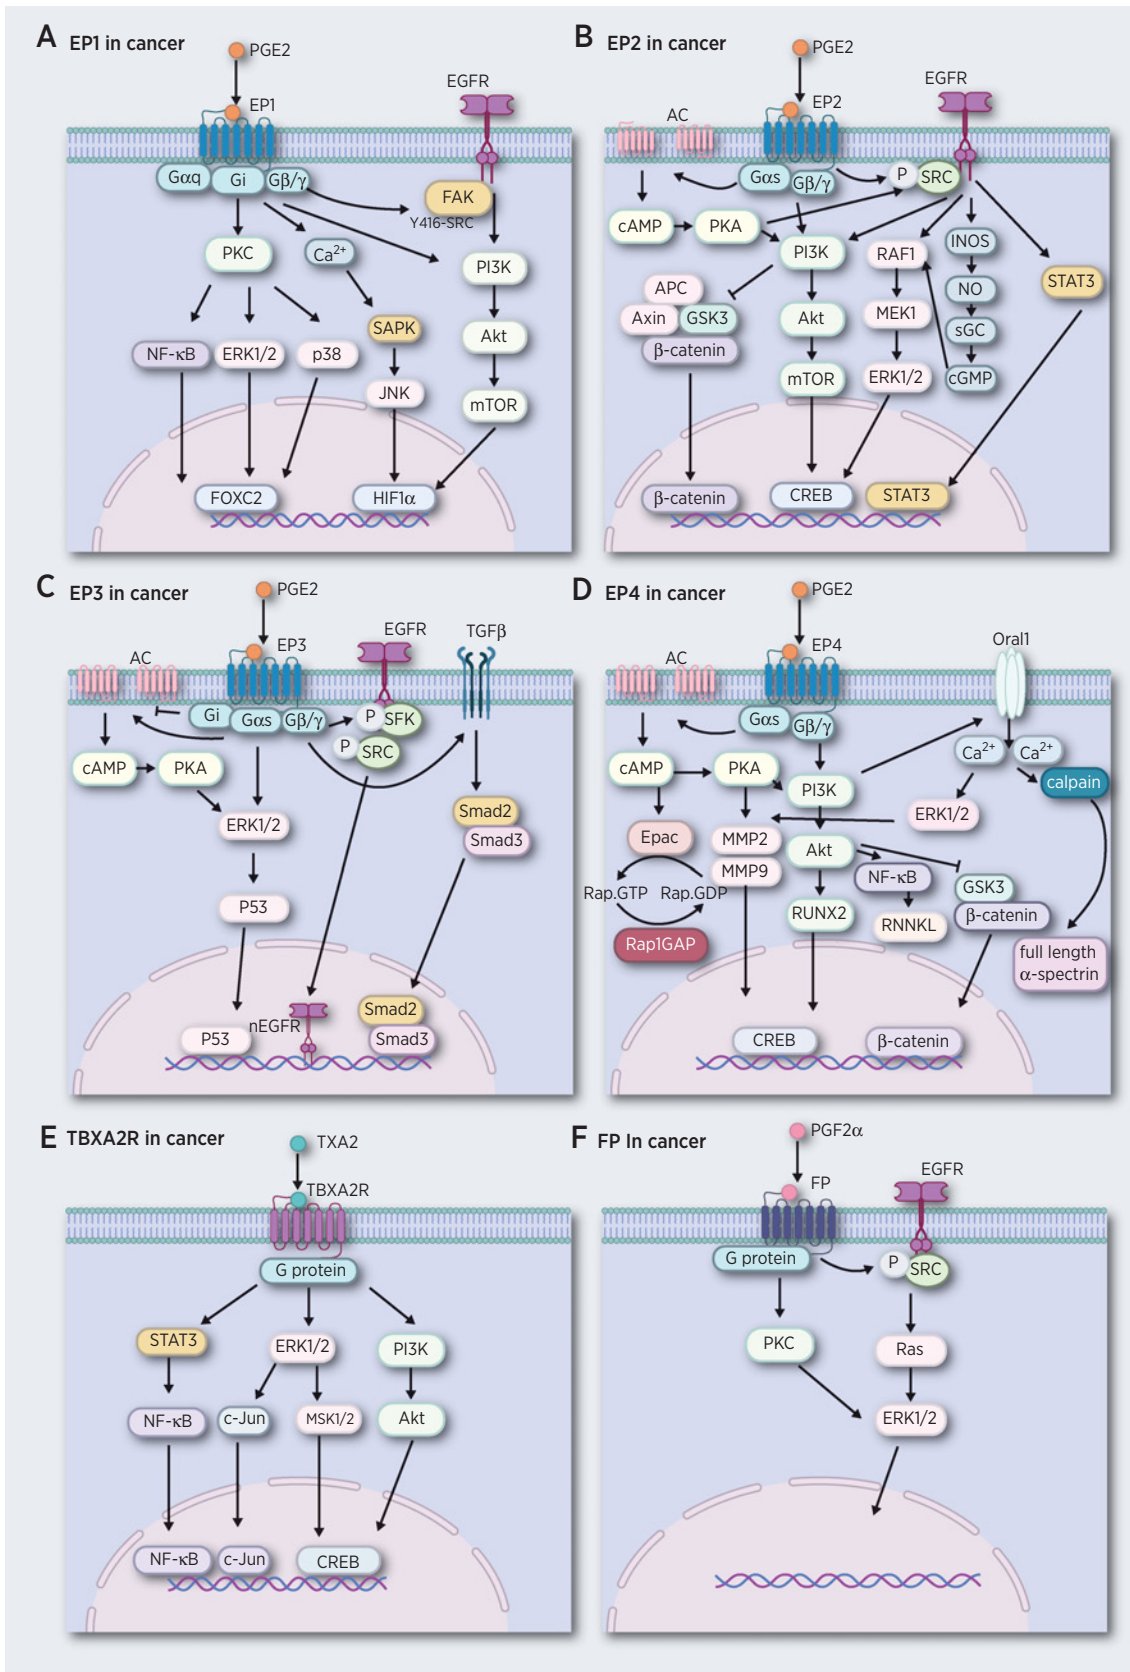 A EP1 in cancer
PGE2
EP1
EGFR
Gαq
Gi
Gβ/γ
FAK
Y416-SRC
PKC
Ca2+
PI3K
SAPK
Akt
NF-κB
ERK1/2
p38
JNK
mTOR
FOXC2
HIF1α
B EP2 in cancer
PGE2
AC
EP2
EGFR
Gαs
Gβ/γ
P
SRC
cAMP
PKA
PI3K
RAF1
INOS
STAT3
APC
NO
Axin
GSK3
Akt
MEK1
sGC
β-catenin
mTOR
ERK1/2
cGMP
β-catenin
CREB
STAT3
C EP3 in cancer
PGE2
AC
EP3
EGFR
TGFβ
Gi
Gαs
Gβ/γ
P
SFK
P
SRC
cAMP
PKA
ERK1/2
Smad2
Smad3
P53
P53
nEGFR
Smad2
Smad3
D EP4 in cancer
PGE2
AC
EP4
Oral1
Gαs
Gβ/γ
Ca2+
Ca2+
cAMP
PKA
PI3K
calpain
Epac
MMP2
ERK1/2
Akt
MMP9
NF-κB
GSK3
Rap.GTP
Rap.GDP
RUNX2
RNNKL
β-catenin
Rap1GAP
full length
α-spectrin
CREB
β-catenin
E TBXA2R in cancer
TXA2
TBXA2R
G protein
STAT3
ERK1/2
PI3K
NF-κB
c-Jun
MSK1/2
Akt
NF-κB
c-Jun
CREB
F FP In cancer
PGF2α
FP
EGFR
G protein
P
SRC
PKC
Ras
ERK1/2